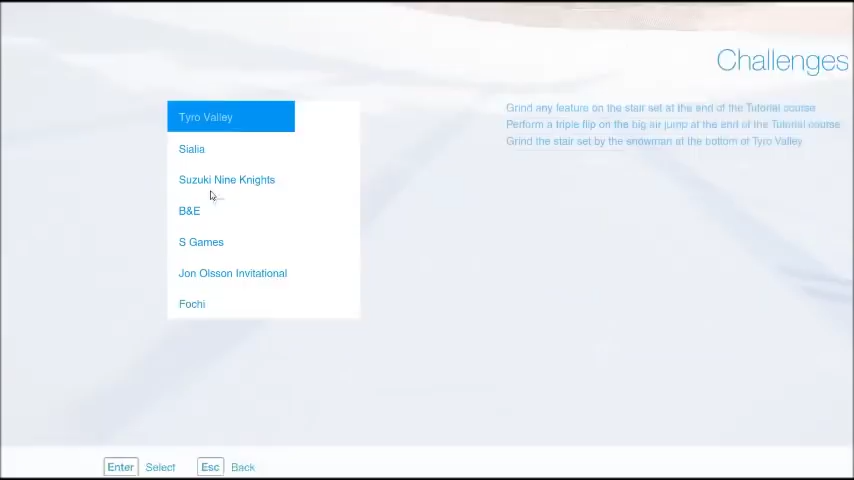 Challenges
Tyro Valley
Sialia
Suzuki Nine Knights
B&E
S Games
Jon Olsson Invitational
Fochi
Grind any feature on the stair set at the end of the Tutorial course
Perform a triple flip on the big air jump at the end of the Tutorial course
Grind the stair set by the snowman at the bottom of Tyro Valley
Enter Select Esc Back